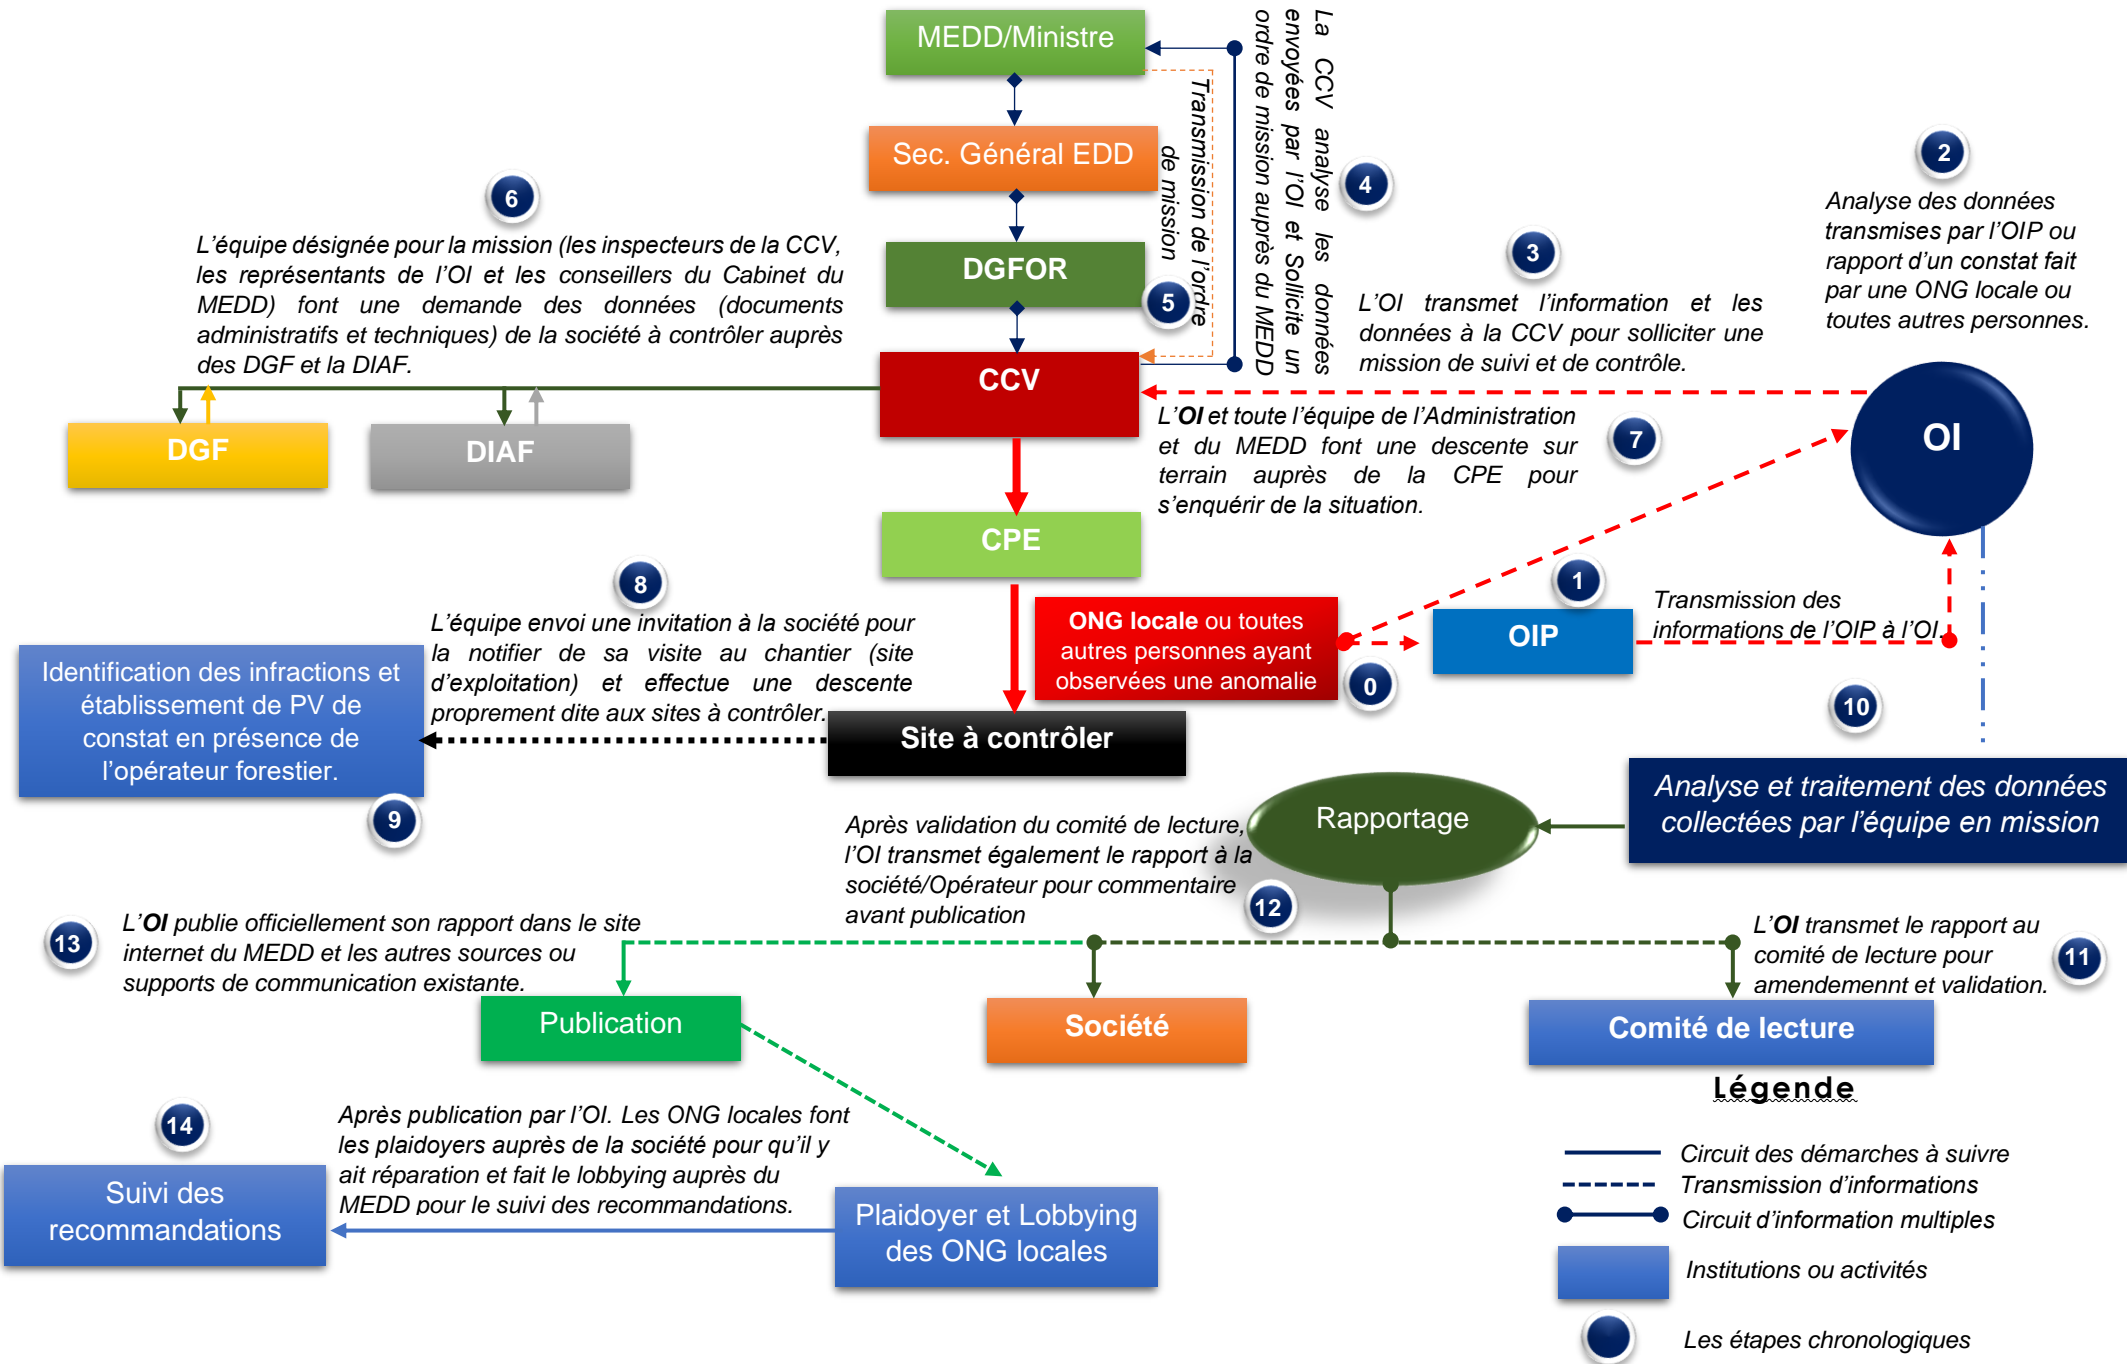 MEDD/Ministre
Sec. Général EDD
DGFOR
CCV
Transmission de l'ordre
de mission
5
La CCV analyse les données
envoyées par l'OI et Sollicite un
ordre de mission auprès du MEDD
4
2
Analyse des données
transmises par l'OIP ou
rapport d'un constat fait
par une ONG locale ou
toutes autres personnes.
3
L'OI transmet l'information et les
données à la CCV pour solliciter une
mission de suivi et de contrôle.
6
L'équipe désignée pour la mission (les inspecteurs de la CCV,
les représentants de l'OI et les conseillers du Cabinet du
MEDD) font une demande des données (documents
administratifs et techniques) de la société à contrôler auprès
des DGF et la DIAF.
DGF
DIAF
L'OI et toute l'équipe de l'Administration
et du MEDD font une descente sur
terrain auprès de la CPE pour
s'enquérir de la situation.
7
OI
CPE
8
L'équipe envoi une invitation à la société pour
la notifier de sa visite au chantier (site
d'exploitation) et effectue une descente
proprement dite aux sites à contrôler.
ONG locale ou toutes
autres personnes ayant
observées une anomalie
0
1
OIP
Transmission des
informations de l'OIP à l'OI.
Identification des infractions et
établissement de PV de
constat en présence de
l'opérateur forestier.
9
Site à contrôler
10
Analyse et traitement des données
collectées par l'équipe en mission
Rapportage
Après validation du comité de lecture,
l'OI transmet également le rapport à la
société/Opérateur pour commentaire
avant publication
12
13
L'OI publie officiellement son rapport dans le site
internet du MEDD et les autres sources ou
supports de communication existante.
L'OI transmet le rapport au
comité de lecture pour
amendemennt et validation.
11
Publication
Société
Comité de lecture
14
Après publication par l'OI. Les ONG locales font
les plaidoyers auprès de la société pour qu'il y
ait réparation et fait le lobbying auprès du
MEDD pour le suivi des recommandations.
Suivi des
recommandations
Plaidoyer et Lobbying
des ONG locales
Légende
Circuit des démarches à suivre
Transmission d'informations
Circuit d'information multiples
Institutions ou activités
Les étapes chronologiques